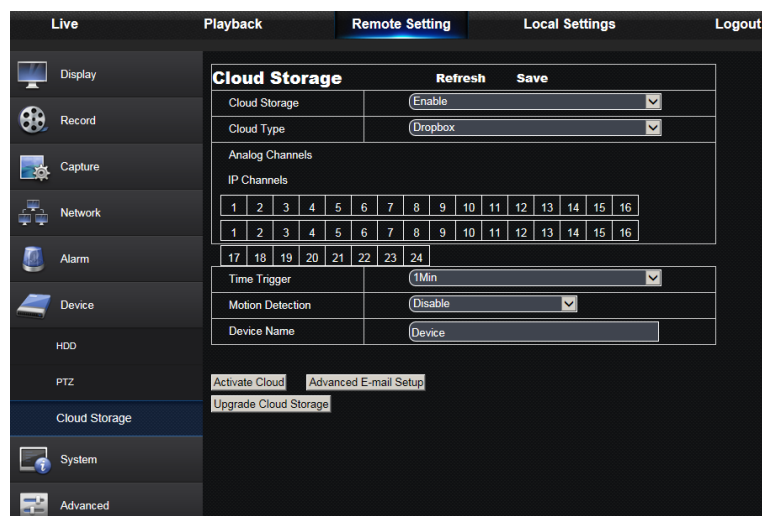 Live Playback Remote Setting Local Settings Logout
Display
Record
Capture
Network
Alarm
Device
HDD
PTZ
Cloud Storage
System
Advanced
Cloud Storage Refresh Save
Cloud Storage Enable
Cloud Type Dropbox
Analog Channels
IP Channels
1 2 3 4 5 6 7 8 9 10 11 12 13 14 15 16
1 2 3 4 5 6 7 8 9 10 11 12 13 14 15 16
17 18 19 20 21 22 23 24
Time Trigger 1Min
Motion Detection Disable
Device Name Device
Activate Cloud Advanced E-mail Setup
Upgrade Cloud Storage